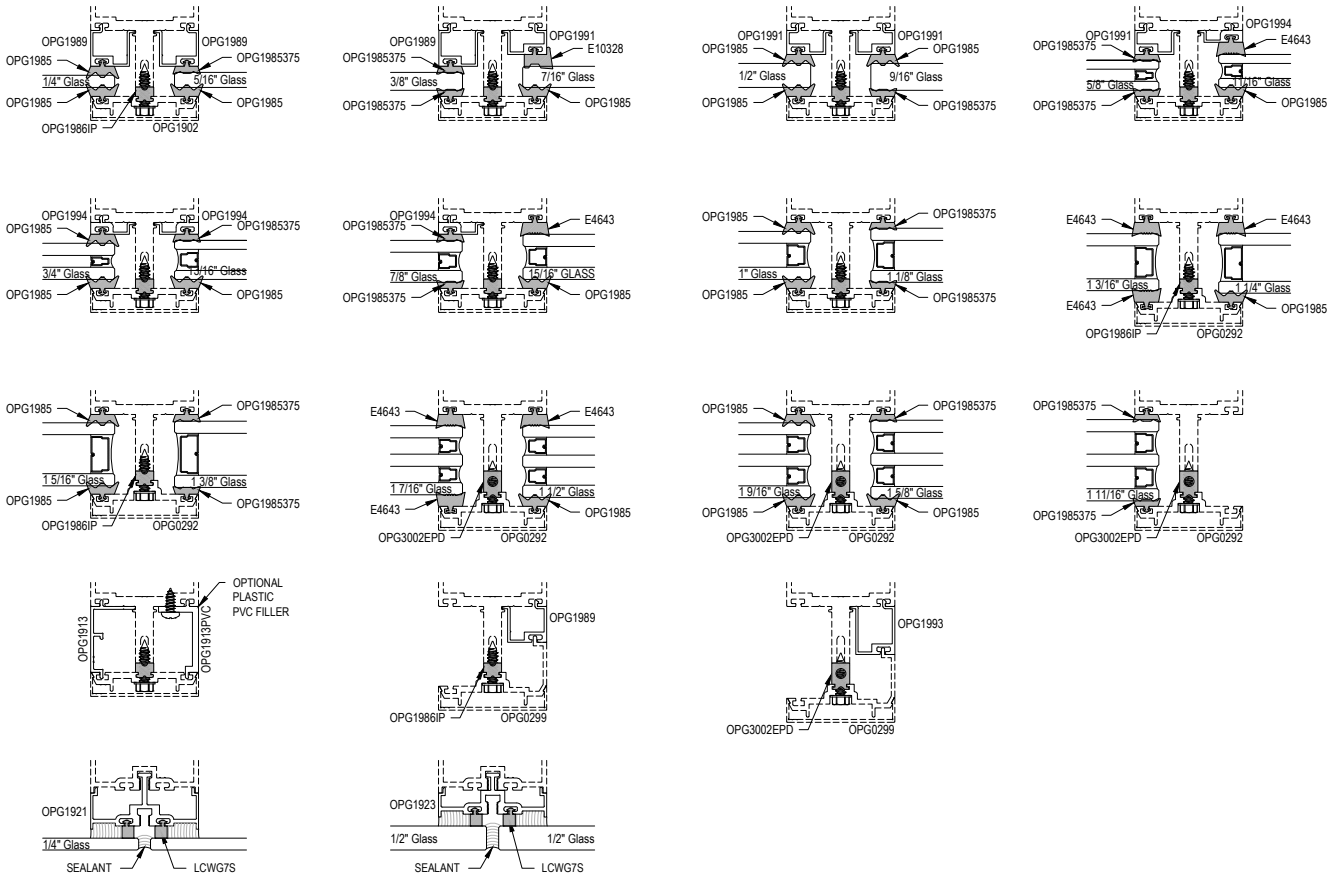 OPG1989
OPG1989
OPG1985
OPG1985375
1/4" Glass
5/16" Glass
OPG1985
OPG1985
OPG1986IP
OPG1902
OPG1989
OPG1991
OPG1985375
E10328
3/8" Glass
7/16" Glass
OPG1985375
OPG1985
OPG1991
OPG1991
OPG1985
OPG1985
1/2" Glass
9/16" Glass
OPG1985
OPG1985
OPG1991
OPG1994
OPG1985375
E4643
5/8" Glass
OPG1985375
OPG1985
OPG1994
OPG1994
OPG1985
OPG1985375
3/4" Glass
13/16" Glass
OPG1985
OPG1985
OPG1994
E4643
OPG1985375
7/8" Glass
15/16" GLASS
OPG1985375
OPG1985
OPG1985
OPG1985375
1" Glass
1 1/8" Glass
OPG1985
OPG1985375
E4643
E4643
1 3/16" Glass
1 1/4" Glass
E4643
OPG1985
OPG1986IP
OPG0292
OPG1985
OPG1985375
1 5/16" Glass
1 3/8" Glass
OPG1985
OPG1985375
OPG1986IP
OPG0292
E4643
E4643
1 7/16" Glass
1 1/2" Glass
E4643
OPG1985
OPG3002EPD
OPG0292
OPG1985
OPG1985375
1 9/16" Glass
1 5/8" Glass
OPG1985
OPG1985
OPG3002EPD
OPG0292
OPG1985375
1 11/16" Glass
OPG1985375
OPG3002EPD
OPG0292
OPG1913
OPG1913PVC
OPTIONAL
PLASTIC
PVC FILLER
OPG1989
OPG1986IP
OPG0299
OPG1993
OPG3002EPD
OPG0299
OPG1921
1/4" Glass
SEALANT
LCWG7S
OPG1923
1/2" Glass
1/2" Glass
SEALANT
LCWG7S